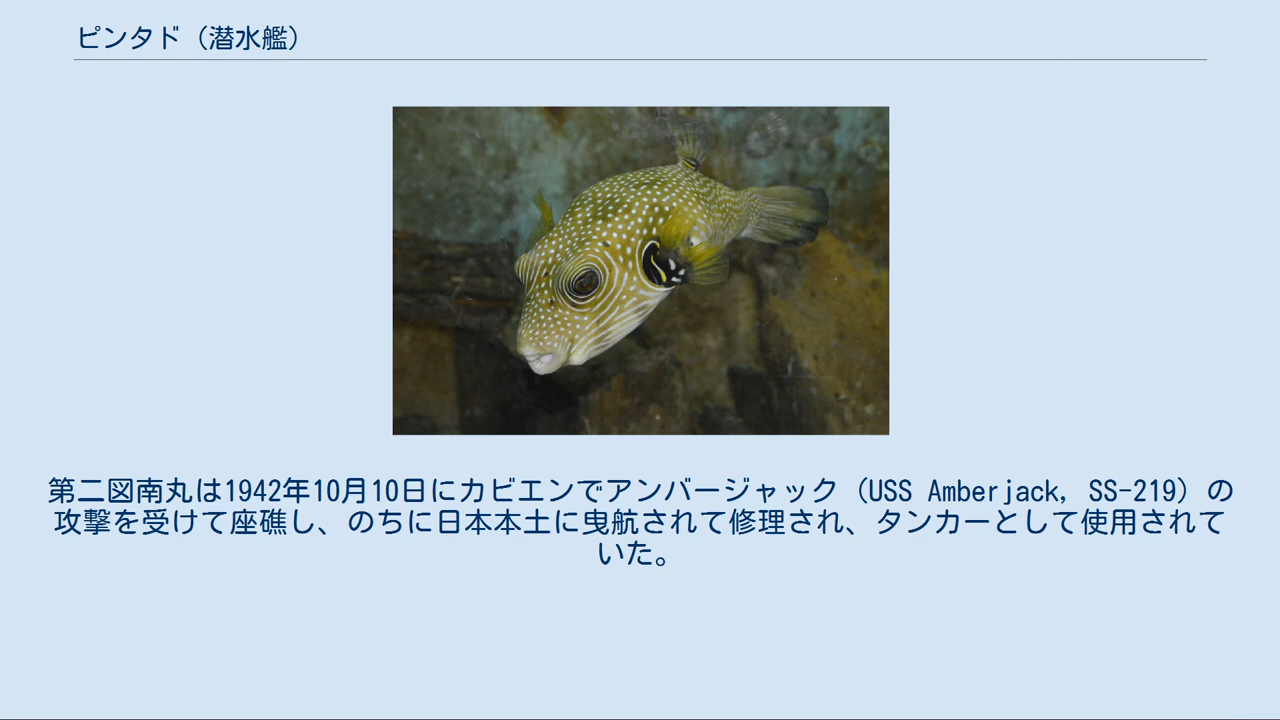 ピンタド（潜水艦）
第二図南丸は1942年10月10日にカビエンでアンバージャック（USS Amberjack, SS-219）の
攻撃を受けて座礁し、のちに日本本土に曳航されて修理され、タンカーとして使用されて
いた。